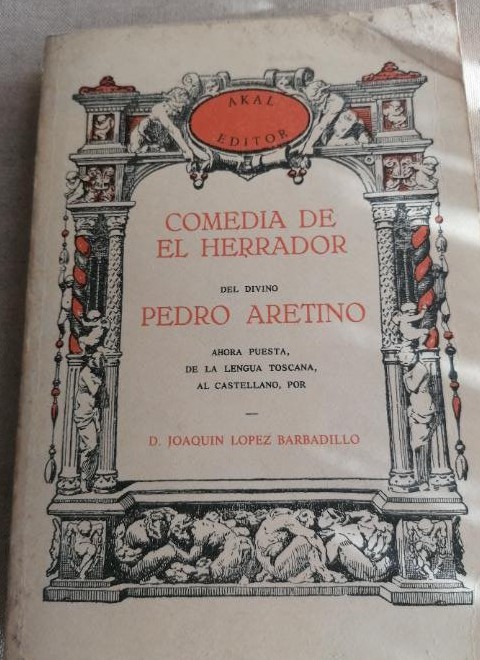 AKAL
EDITOR
COMEDIA DE
EL HERRADOR
DEL DIVINO
PEDRO ARETINO
AHORA PUESTA,
DE LA LENGUA TOSCANA,
AL CASTELLANO, POR
D. JOAQUIN LOPEZ BARBADILLO